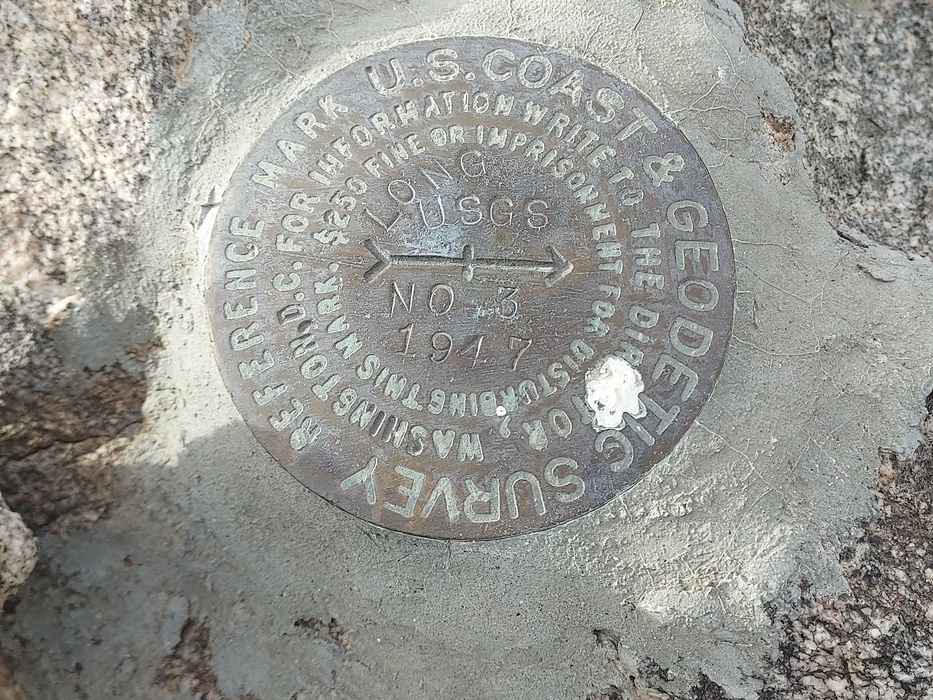 U.S. COAST & GEODETIC SURVEY
REFERENCE MARK
FOR INFORMATION WRITE TO THE DIRECTOR, WASHINGTON, D.C.
$250 FINE OR IMPRISONMENT FOR DISTURBING THIS MARK.
LONG
USGS
NO 3
1947